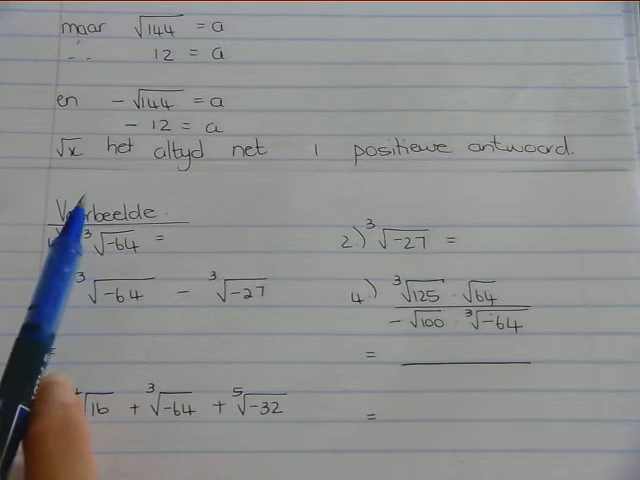 maar √144 = a
∴ 12 = a
en - √144 = a
- 12 = a
√x het altyd net 1 positiewe antwoord.
Voorbeelde.
∛-64 =
2.) ∛-27 =
∛-64 - ∛-27
4.) ∛125 . √64
- √100 . ∛-64
=
=
√16 + ∛-64 + ⁵√-32
=